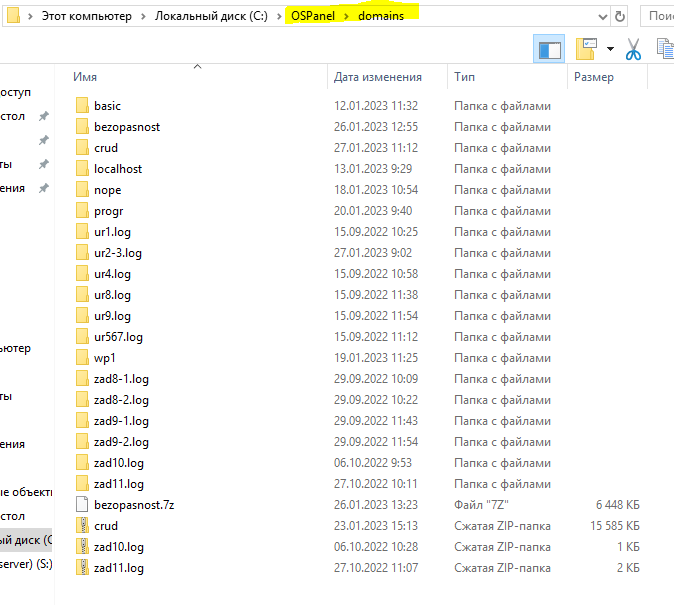 Этот компьютер › Локальный диск (C:) › OSPanel › domains
Имя Дата изменения Тип Размер
basic 12.01.2023 11:32 Папка с файлами
bezopasnost 26.01.2023 12:55 Папка с файлами
crud 27.01.2023 11:12 Папка с файлами
localhost 13.01.2023 9:29 Папка с файлами
nope 18.01.2023 10:54 Папка с файлами
progr 20.01.2023 9:40 Папка с файлами
ur1.log 15.09.2022 10:25 Папка с файлами
ur2-3.log 27.01.2023 9:02 Папка с файлами
ur4.log 15.09.2022 10:58 Папка с файлами
ur8.log 15.09.2022 11:38 Папка с файлами
ur9.log 15.09.2022 11:54 Папка с файлами
ur567.log 15.09.2022 11:12 Папка с файлами
wp1 19.01.2023 11:25 Папка с файлами
zad8-1.log 29.09.2022 10:09 Папка с файлами
zad8-2.log 29.09.2022 10:22 Папка с файлами
zad9-1.log 29.09.2022 11:43 Папка с файлами
zad9-2.log 29.09.2022 11:54 Папка с файлами
zad10.log 06.10.2022 9:53 Папка с файлами
zad11.log 27.10.2022 10:11 Папка с файлами
bezopasnost.7z 26.01.2023 13:23 Файл "7Z" 6 448 КБ
crud 23.01.2023 15:13 Сжатая ZIP-папка 15 585 КБ
zad10.log 06.10.2022 10:28 Сжатая ZIP-папка 1 КБ
zad11.log 27.10.2022 11:07 Сжатая ZIP-папка 2 КБ
Пои
оступ
стол
ты
ения
ьютер
ты
ения
ые объекты
стол
ый диск (C
server) (S:)